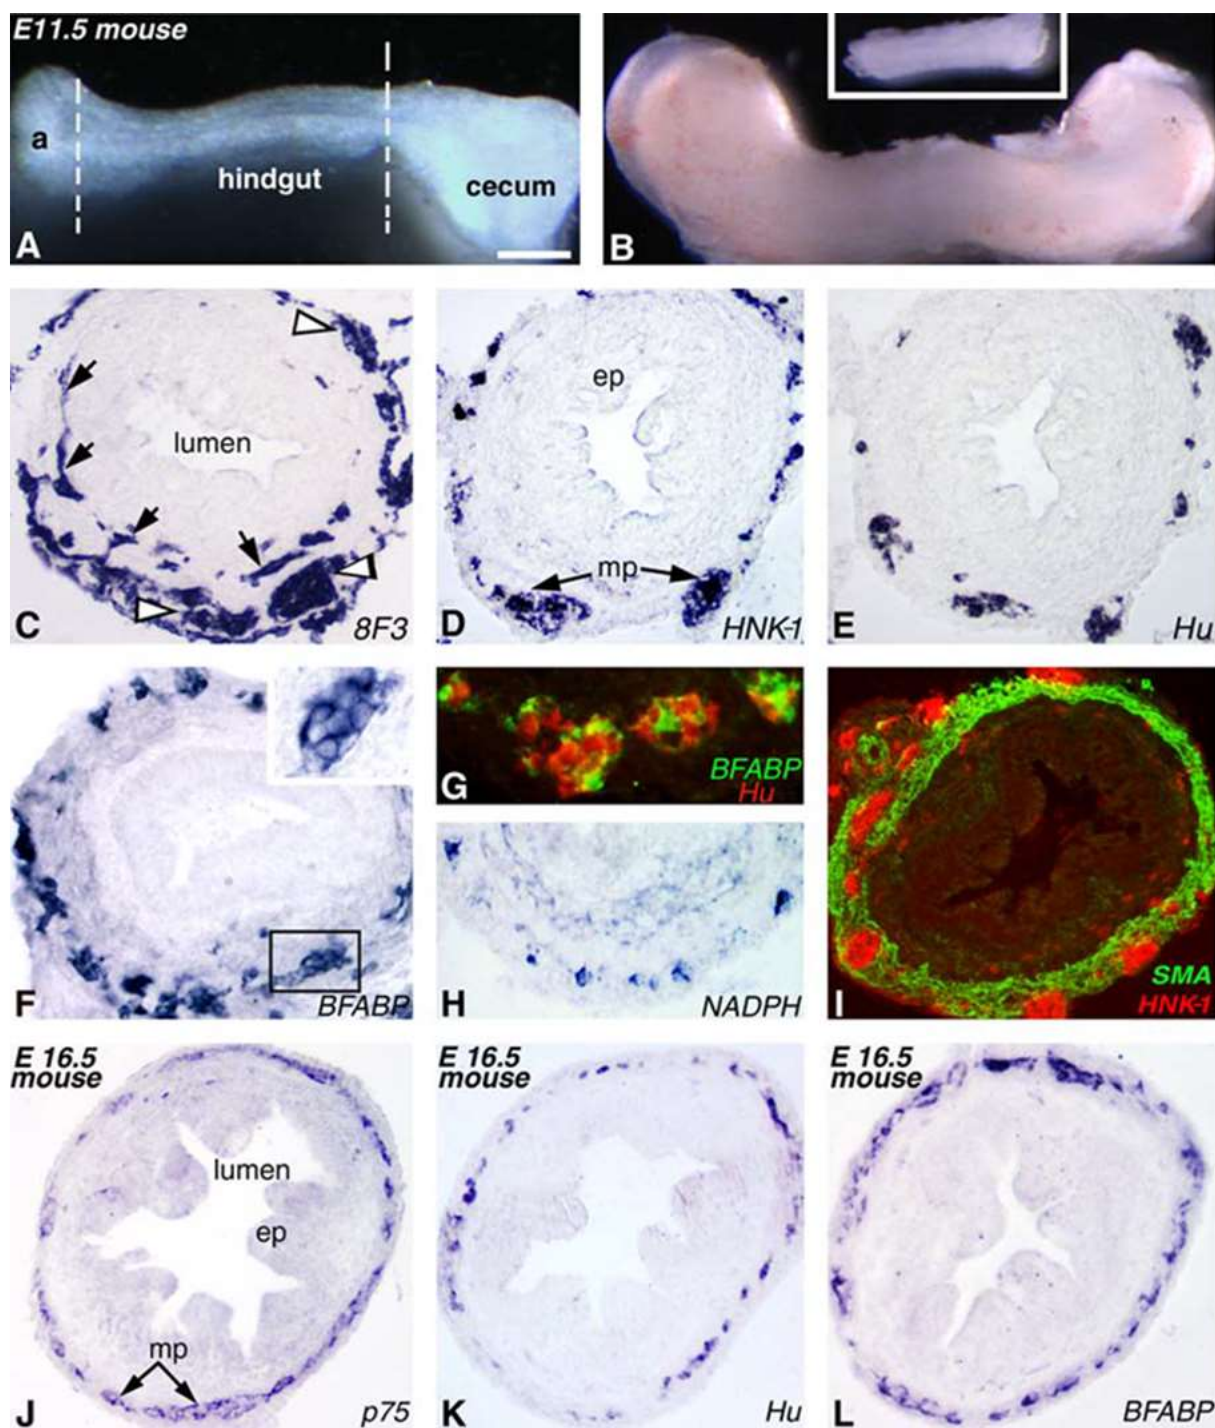 E11.5 mouse
a
hindgut
cecum
A
B
lumen
C
8F3
ep
mp
D
HNK-1
E
Hu
F
BFABP
BFABP
G
Hu
H
NADPH
SMA
I
HNK-1
E 16.5
mouse
lumen
ep
mp
J
p75
E 16.5
mouse
K
Hu
E 16.5
mouse
L
BFABP